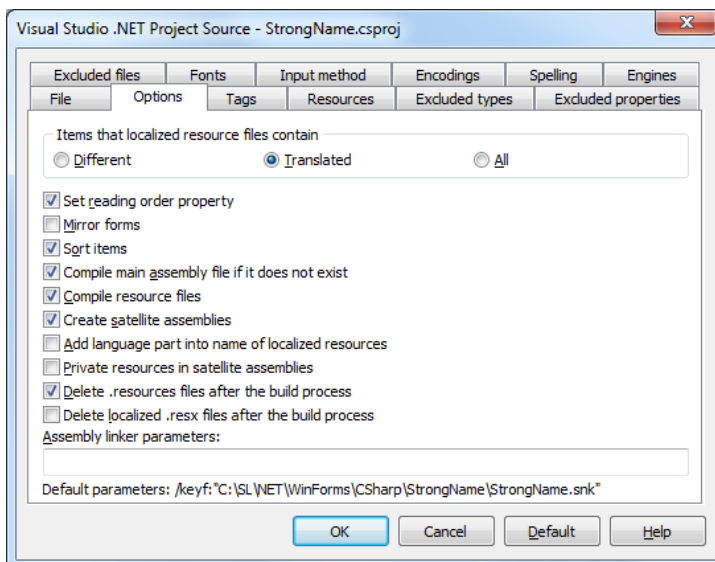 Visual Studio .NET Project Source - StrongName.csproj
Excluded files Fonts Input method Encodings Spelling Engines
File Options Tags Resources Excluded types Excluded properties
Items that localized resource files contain
Different Translated All
Set reading order property
Mirror forms
Sort items
Compile main assembly file if it does not exist
Compile resource files
Create satellite assemblies
Add language part into name of localized resources
Private resources in satellite assemblies
Delete .resources files after the build process
Delete localized .resx files after the build process
Assembly linker parameters:
Default parameters: /keyf:"C:\SL\NET\WinForms\CSharp\StrongName\StrongName.snk"
OK Cancel Default Help